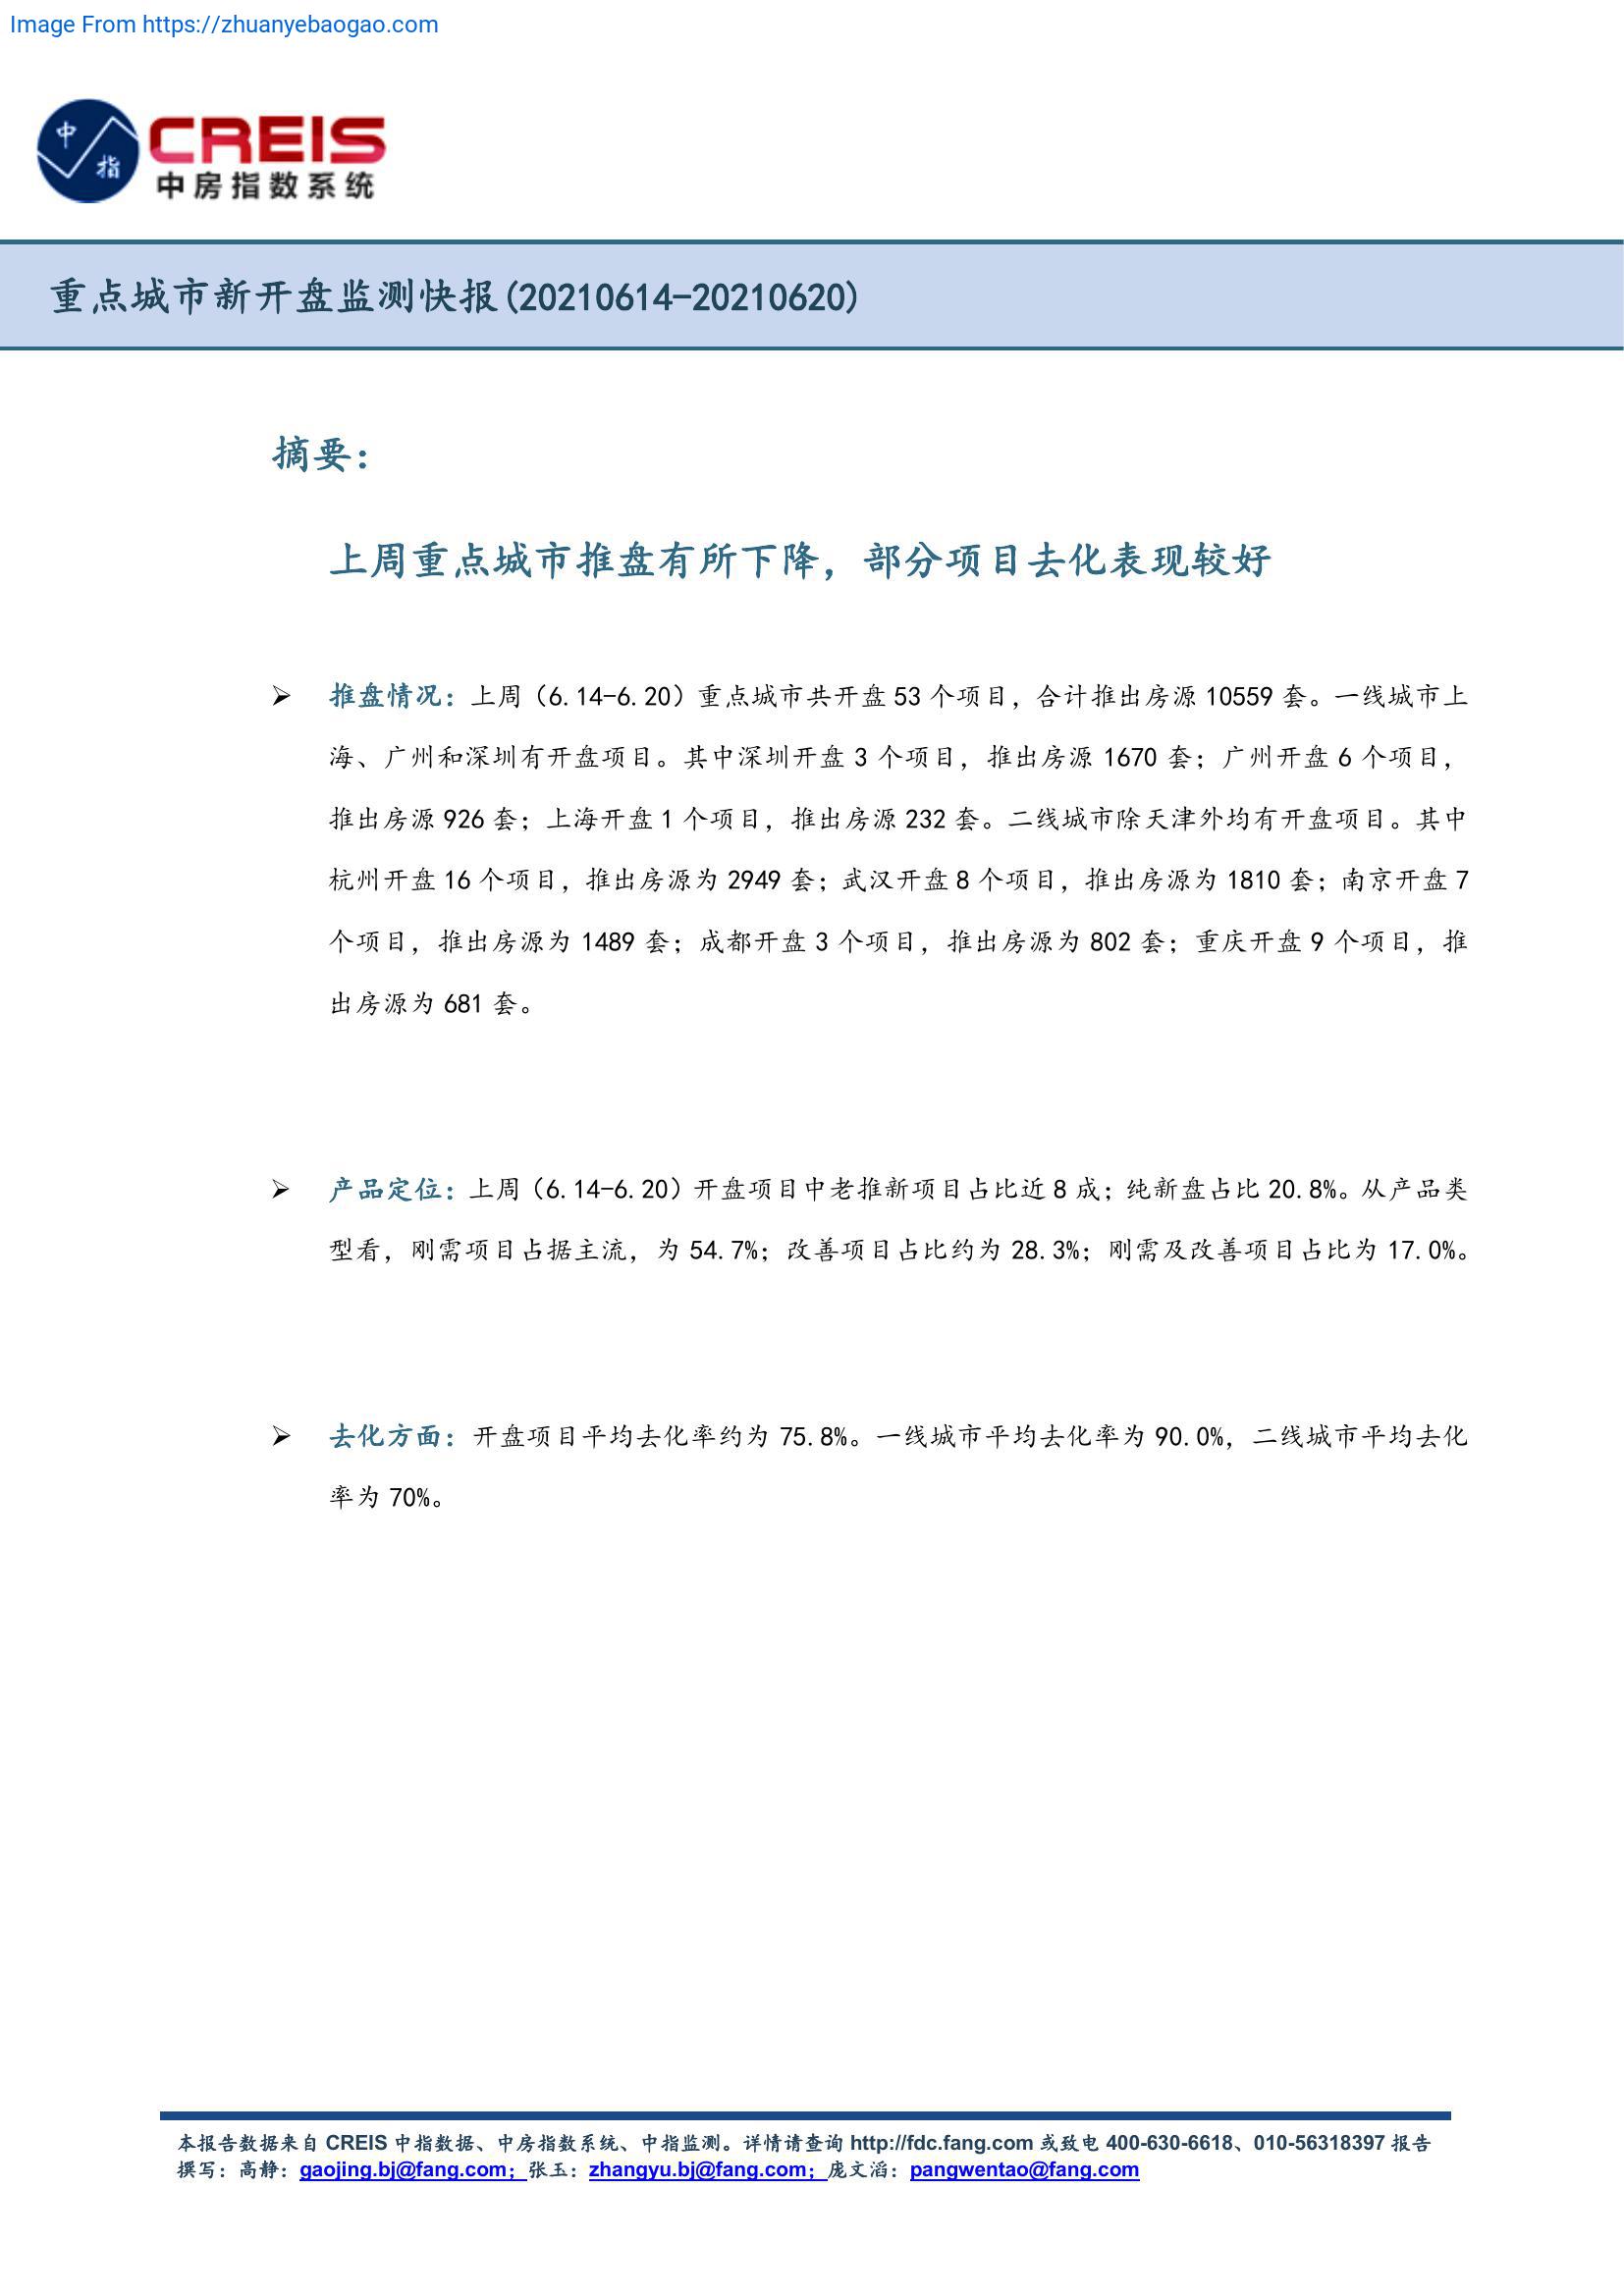 Image From https://zhuanyebaogao.com
中
指
CREIS
中房指数系统
重点城市新开盘监测快报(20210614-20210620)
摘要：
上周重点城市推盘有所下降，部分项目去化表现较好
➢ 推盘情况：上周（6.14-6.20）重点城市共开盘 53 个项目，合计推出房源 10559 套。一线城市上
海、广州和深圳有开盘项目。其中深圳开盘 3 个项目，推出房源 1670 套；广州开盘 6 个项目，
推出房源 926 套；上海开盘 1 个项目，推出房源 232 套。二线城市除天津外均有开盘项目。其中
杭州开盘 16 个项目，推出房源为 2949 套；武汉开盘 8 个项目，推出房源为 1810 套；南京开盘 7
个项目，推出房源为 1489 套；成都开盘 3 个项目，推出房源为 802 套；重庆开盘 9 个项目，推
出房源为 681 套。
➢ 产品定位：上周（6.14-6.20）开盘项目中老推新项目占比近 8 成；纯新盘占比 20.8%。从产品类
型看，刚需项目占据主流，为 54.7%；改善项目占比约为 28.3%；刚需及改善项目占比为 17.0%。
➢ 去化方面：开盘项目平均去化率约为 75.8%。一线城市平均去化率为 90.0%，二线城市平均去化
率为 70%。
本报告数据来自 CREIS 中指数据、中房指数系统、中指监测。详情请查询 http://fdc.fang.com 或致电 400-630-6618、010-56318397 报告
撰写：高静：gaojing.bj@fang.com；张玉：zhangyu.bj@fang.com；庞文滔：pangwentao@fang.com